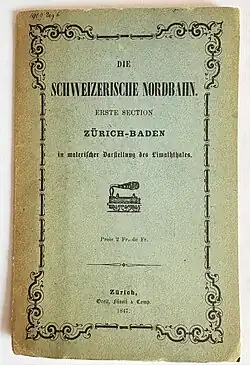 DIE
SCHWEIZERISCHE NORDBAHN.
ERSTE SECTION
ZÜRICH-BADEN
in malerischer Darstellung des Limatthales.
Preis 2 Fr. de Fr.
Zürich,
Orell, Füssli & Comp.
1847.